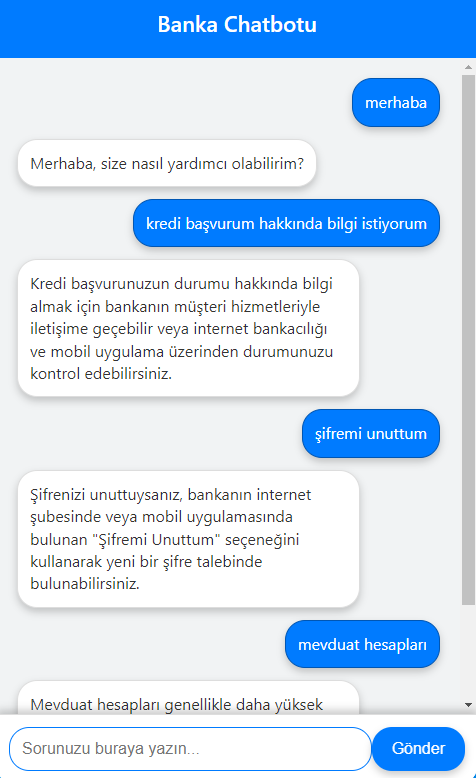 Banka Chatbotu
merhaba
Merhaba, size nasıl yardımcı olabilirim?
kredi başvurum hakkında bilgi istiyorum
Kredi başvurunuzun durumu hakkında bilgi
almak için bankanın müşteri hizmetleriyle
iletişime geçebilir veya internet bankacılığı
ve mobil uygulama üzerinden durumunuzu
kontrol edebilirsiniz.
şifremi unuttum
Şifrenizi unuttuysanız, bankanın internet
şubesinde veya mobil uygulamasında
bulunan "Şifremi Unuttum" seçeneğini
kullanarak yeni bir şifre talebinde
bulunabilirsiniz.
mevduat hesapları
Mevduat hesapları genellikle daha yüksek
Sorunuzu buraya yazın...
Gönder